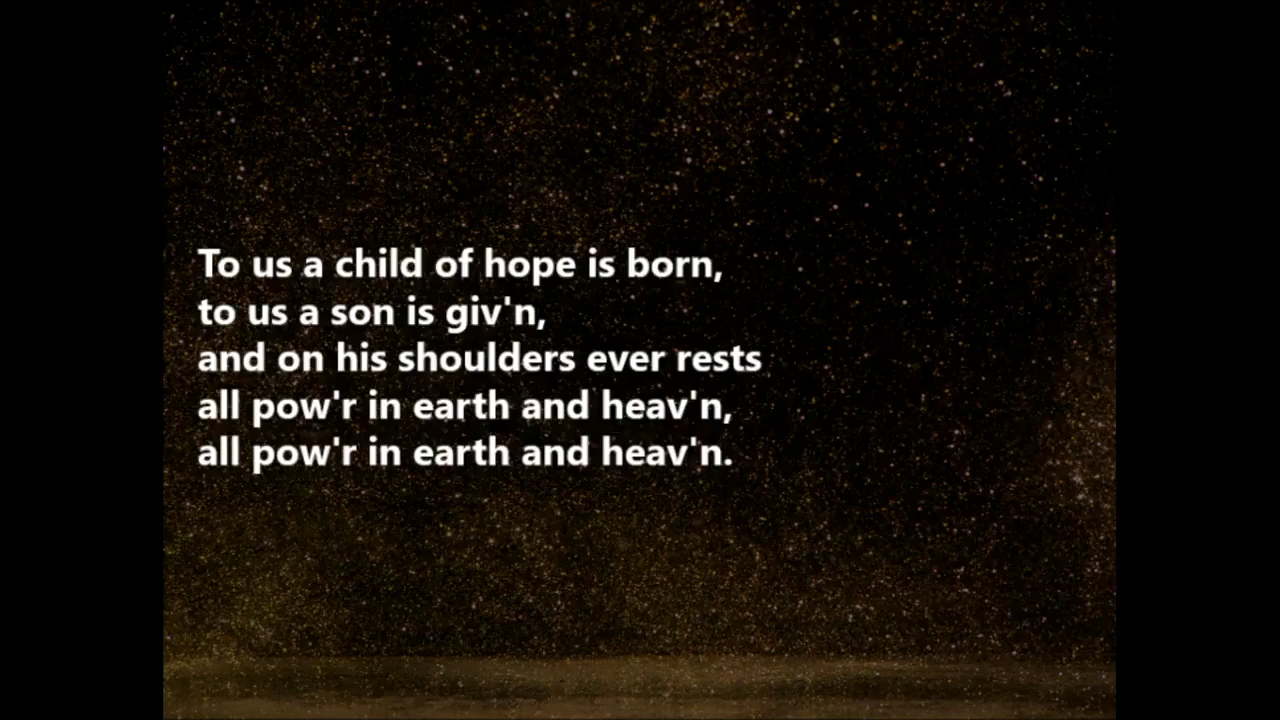 To us a child of hope is born,
to us a son is giv'n,
and on his shoulders ever rests
all pow'r in earth and heav'n,
all pow'r in earth and heav'n.